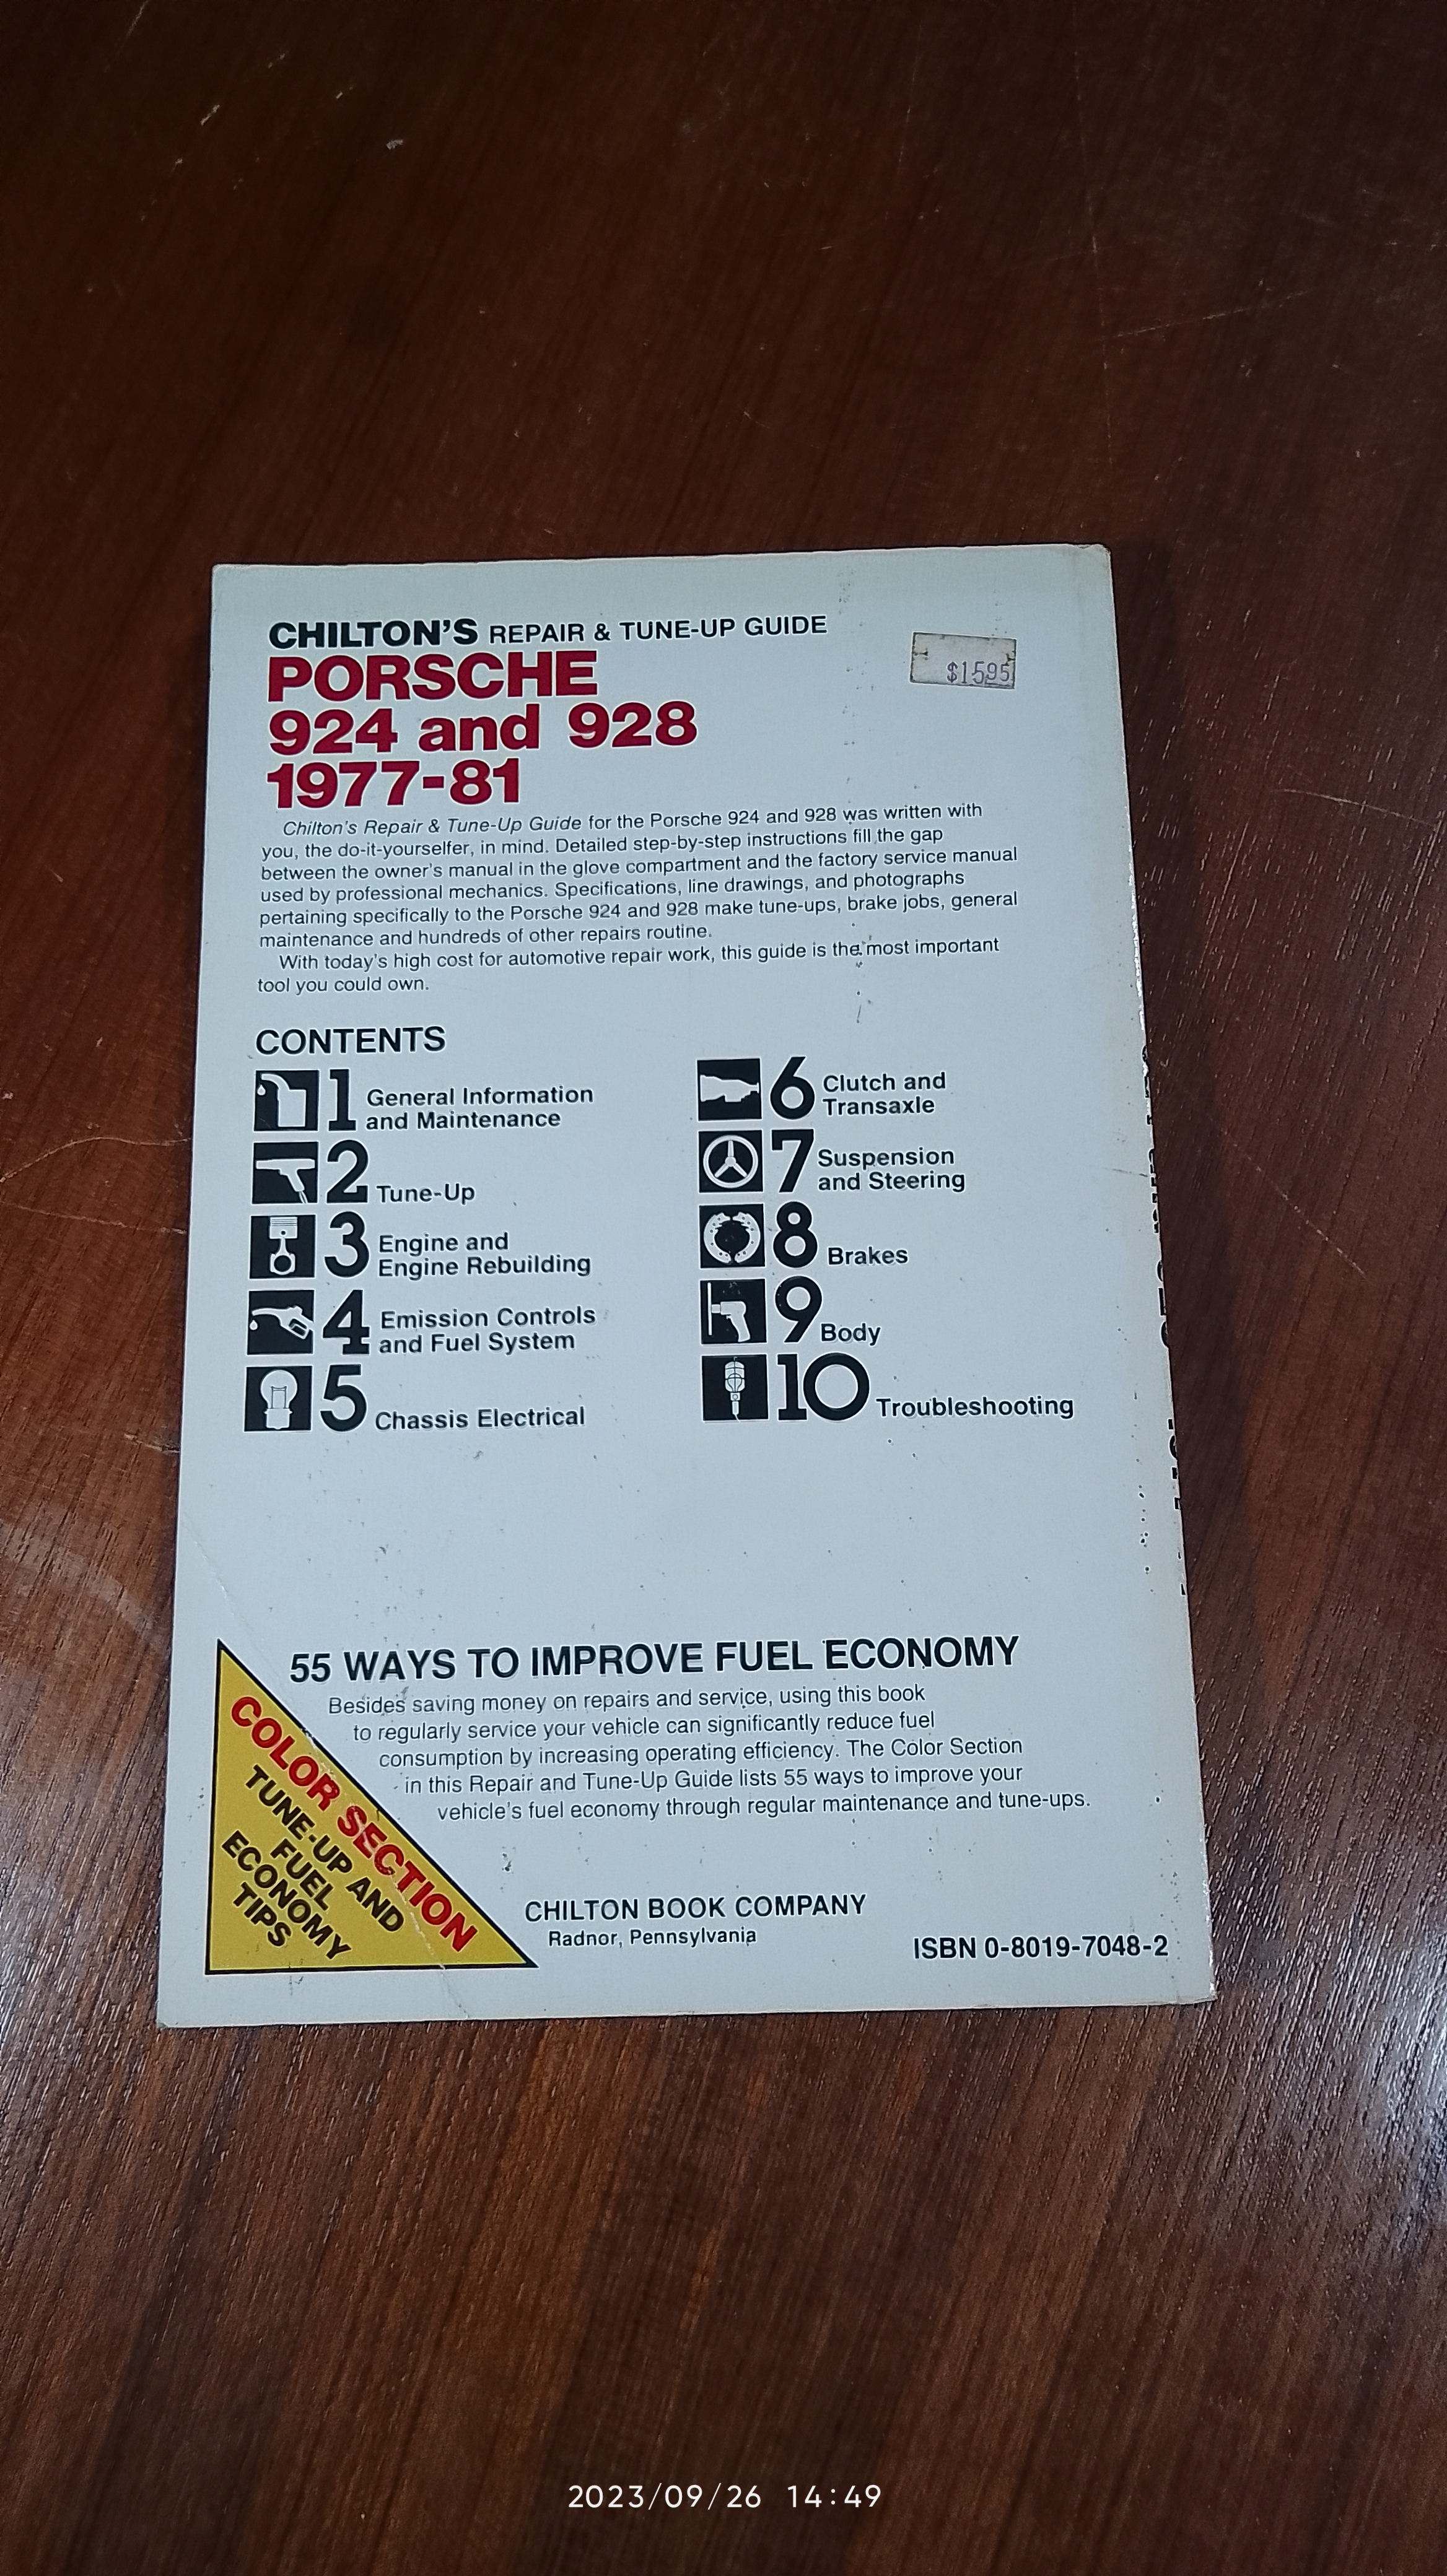 CHILTON'S REPAIR & TUNE-UP GUIDE
PORSCHE
924 and 928
1977-81
$1595
Chilton's Repair & Tune-Up Guide for the Porsche 924 and 928 was written with
you, the do-it-yourselfer, in mind. Detailed step-by-step instructions fill the gap
between the owner's manual in the glove compartment and the factory service manual
used by professional mechanics. Specifications, line drawings, and photographs
pertaining specifically to the Porsche 924 and 928 make tune-ups, brake jobs, general
maintenance and hundreds of other repairs routine.
With today's high cost for automotive repair work, this guide is the most important
tool you could own.
CONTENTS
1 General Information
and Maintenance
2 Tune-Up
3 Engine and
Engine Rebuilding
4 Emission Controls
and Fuel System
5 Chassis Electrical
6 Clutch and
Transaxle
7 Suspension
and Steering
8 Brakes
9 Body
10 Troubleshooting
55 WAYS TO IMPROVE FUEL ECONOMY
Besides saving money on repairs and service, using this book
to regularly service your vehicle can significantly reduce fuel
consumption by increasing operating efficiency. The Color Section
in this Repair and Tune-Up Guide lists 55 ways to improve your
vehicle's fuel economy through regular maintenance and tune-ups.
COLOR SECTION
TUNE-UP AND
FUEL
ECONOMY
TIPS
CHILTON BOOK COMPANY
Radnor, Pennsylvania
ISBN 0-8019-7048-2
2023/09/26 14:49